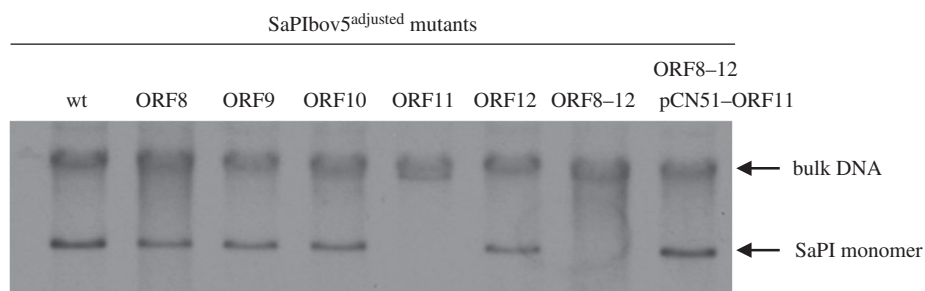 SaPIbov5adjusted mutants
ORF8–12
wt ORF8 ORF9 ORF10 ORF11 ORF12 ORF8–12 pCN51–ORF11
bulk DNA
SaPI monomer